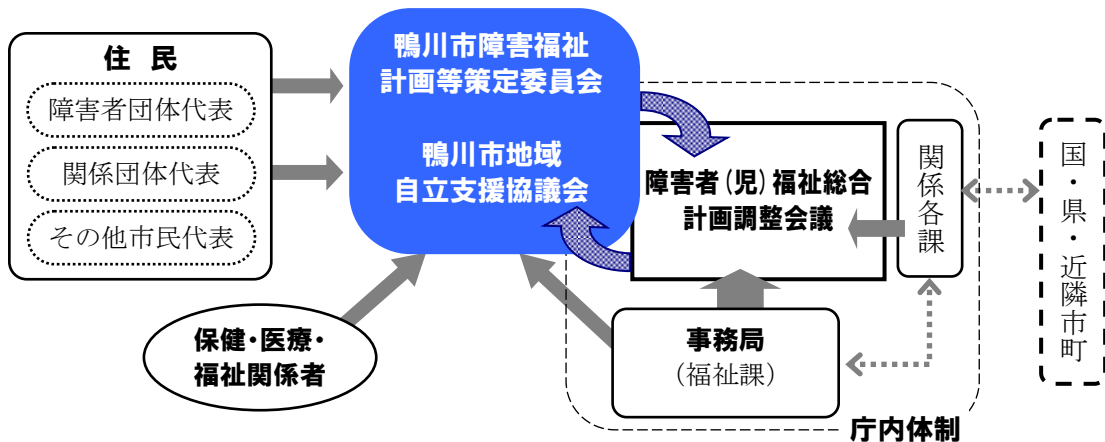 住 民
障害者団体代表
関係団体代表
その他市民代表
鴨川市障害福祉
計画等策定委員会
鴨川市地域
自立支援協議会
障害者(児)福祉総合
計画調整会議
関係各課
国・県・近隣市町
保健・医療・
福祉関係者
事務局
(福祉課)
庁内体制